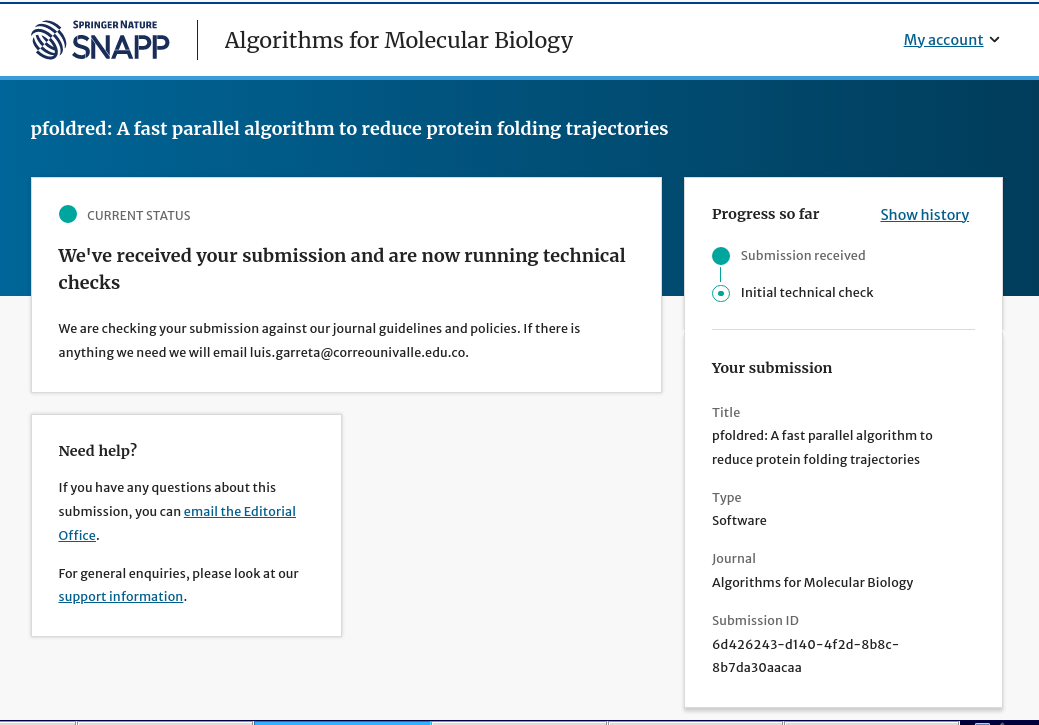 SPRINGER NATURE
SNAPP
Algorithms for Molecular Biology
My account
pfoldred: A fast parallel algorithm to reduce protein folding trajectories
CURRENT STATUS
We've received your submission and are now running technical
checks
We are checking your submission against our journal guidelines and policies. If there is
anything we need we will email luis.garreta@correounivalle.edu.co.
Need help?
If you have any questions about this
submission, you can email the Editorial
Office.
For general enquiries, please look at our
support information.
Progress so far
Show history
Submission received
Initial technical check
Your submission
Title
pfoldred: A fast parallel algorithm to
reduce protein folding trajectories
Type
Software
Journal
Algorithms for Molecular Biology
Submission ID
6d426243-d140-4f2d-8b8c-
8b7da30aacaa